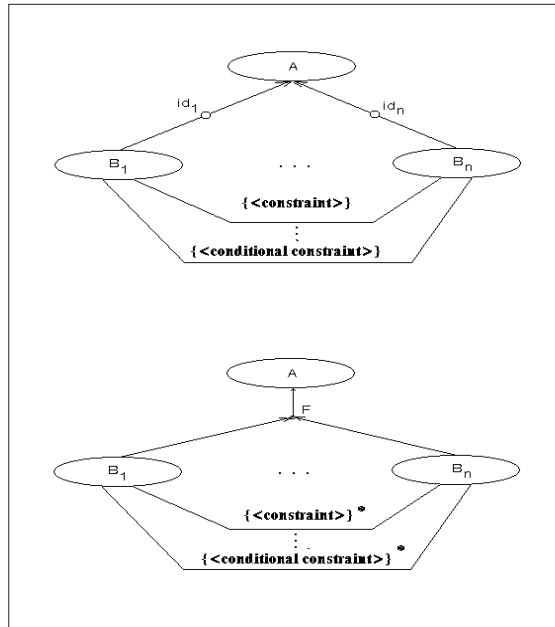 A
id1 idn
B1 . . . Bn
{<constraint>}
{<conditional constraint>}
A
F
B1 . . . Bn
{<constraint>}*
{<conditional constraint>}*